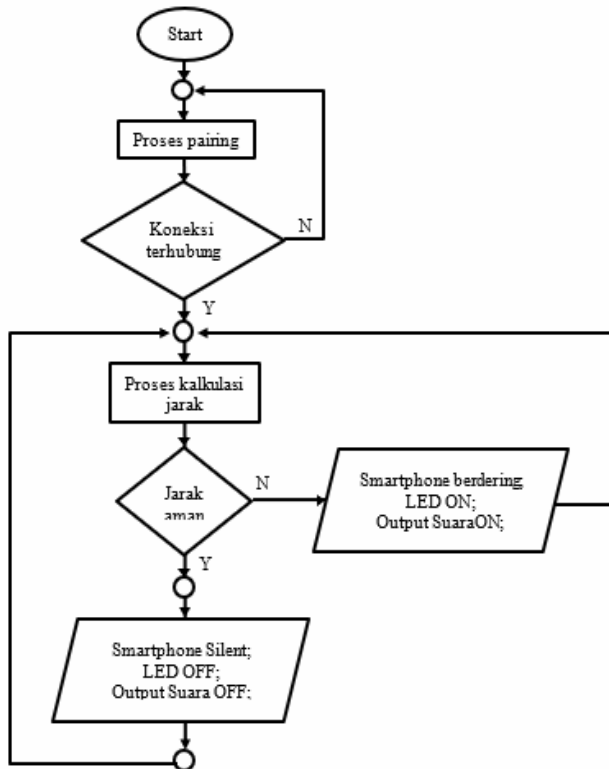 Start
Proses pairing
Koneksi
terhubung
N
Y
Proses kalkulasi
jarak
Jarak
aman
N
Smartphone berdering,
LED ON;
Output SuaraON;
Y
Smartphone Silent;
LED OFF;
Output Suara OFF;